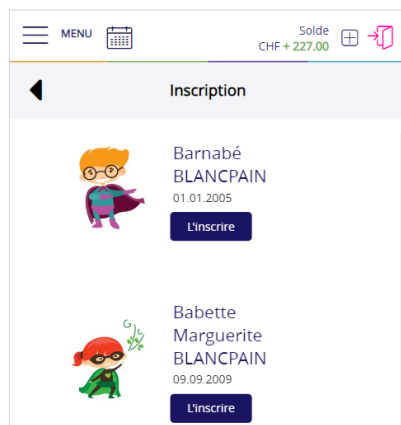 MENU
Solde
CHF + 227.00
Inscription
Barnabé
BLANCPAIN
01.01.2005
L'inscrire
Babette
Marguerite
BLANCPAIN
09.09.2009
L'inscrire